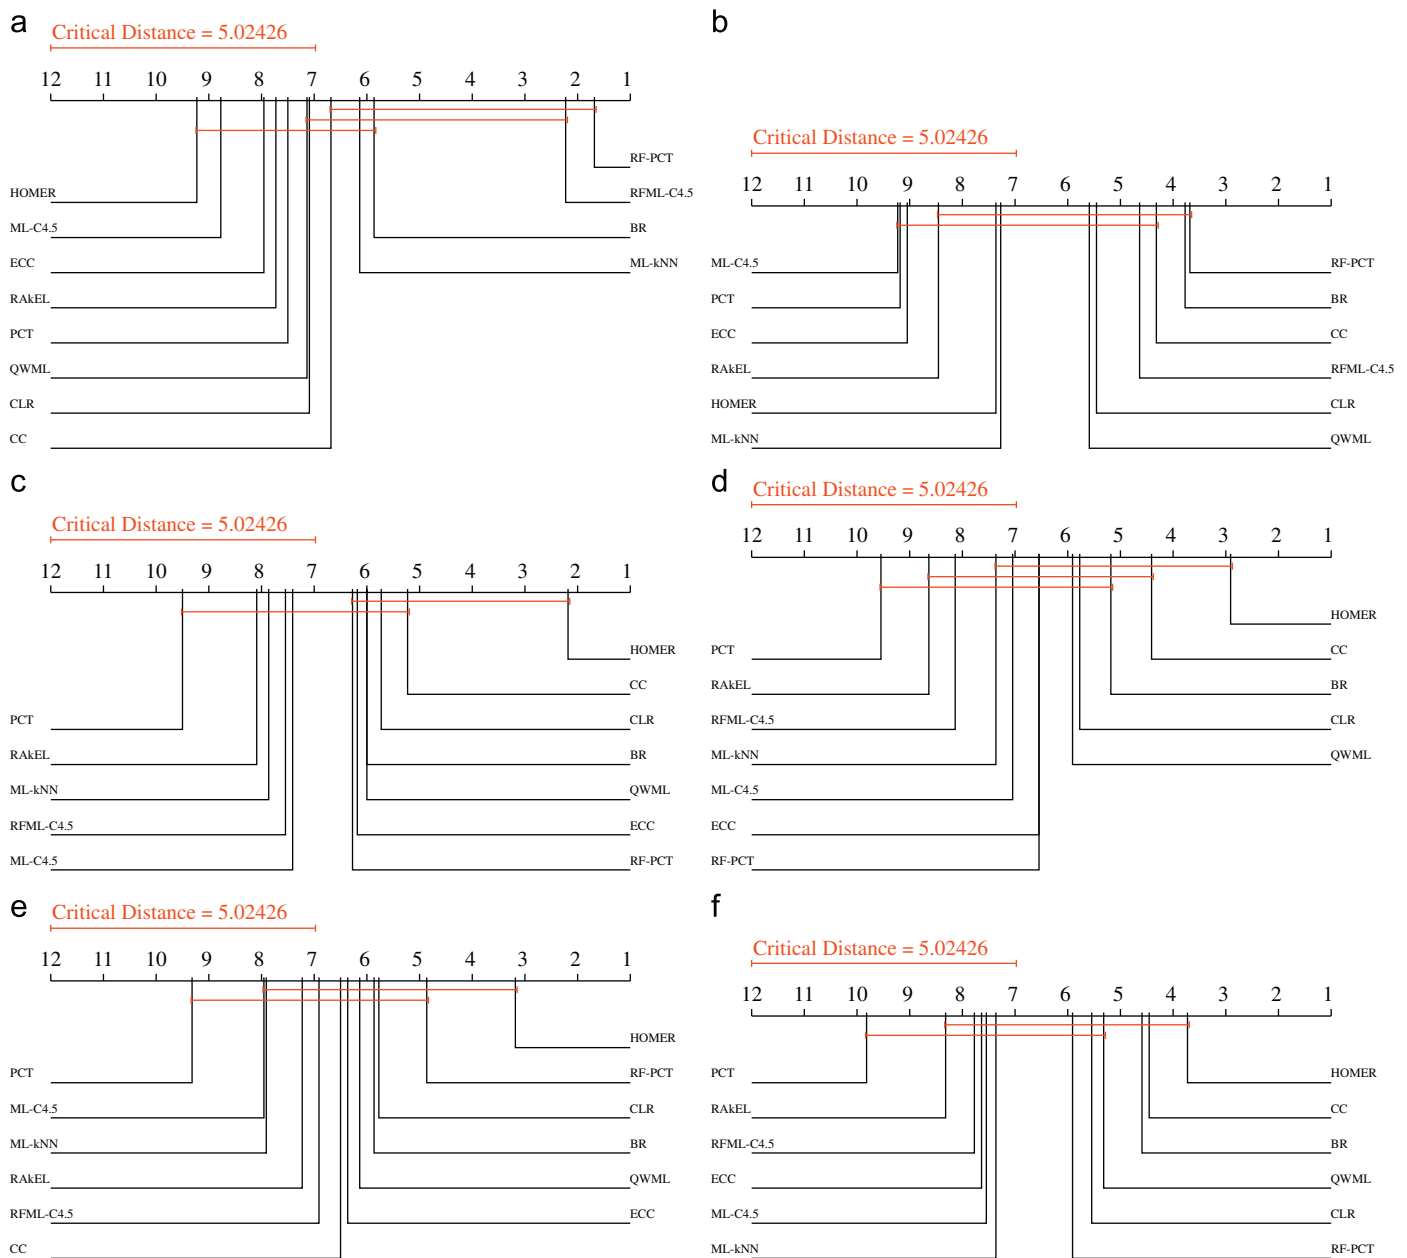 a
Critical Distance = 5.02426
12 11 10 9 8 7 6 5 4 3 2 1
RF-PCT
HOMER
RFML-C4.5
ML-C4.5
BR
ECC
ML-kNN
RAkEL
PCT
QWML
CLR
CC
b
Critical Distance = 5.02426
12 11 10 9 8 7 6 5 4 3 2 1
ML-C4.5
RF-PCT
PCT
BR
ECC
CC
RAkEL
RFML-C4.5
HOMER
CLR
ML-kNN
QWML
c
Critical Distance = 5.02426
12 11 10 9 8 7 6 5 4 3 2 1
HOMER
CC
PCT
CLR
RAkEL
BR
ML-kNN
QWML
RFML-C4.5
ECC
ML-C4.5
RF-PCT
d
Critical Distance = 5.02426
12 11 10 9 8 7 6 5 4 3 2 1
HOMER
PCT
CC
RAkEL
BR
RFML-C4.5
CLR
ML-kNN
QWML
ML-C4.5
ECC
RF-PCT
e
Critical Distance = 5.02426
12 11 10 9 8 7 6 5 4 3 2 1
HOMER
PCT
RF-PCT
ML-C4.5
CLR
ML-kNN
BR
RAkEL
QWML
RFML-C4.5
ECC
CC
f
Critical Distance = 5.02426
12 11 10 9 8 7 6 5 4 3 2 1
PCT
HOMER
RAkEL
CC
RFML-C4.5
BR
ECC
QWML
ML-C4.5
CLR
ML-kNN
RF-PCT